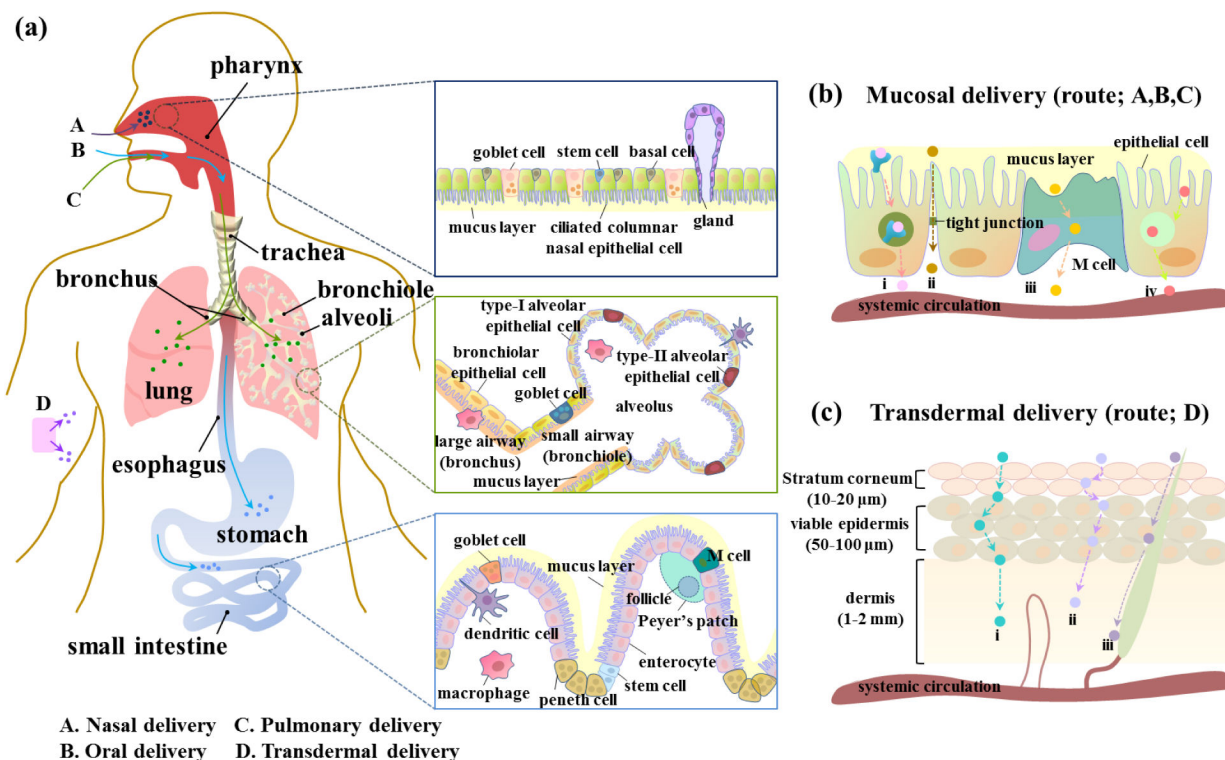 (a)
pharynx
A
B
C
trachea
bronchus
bronchiole
alveoli
lung
D
esophagus
stomach
small intestine
A. Nasal delivery
C. Pulmonary delivery
B. Oral delivery
D. Transdermal delivery
goblet cell
stem cell
basal cell
mucus layer
ciliated columnar
nasal epithelial cell
gland
type-I alveolar
epithelial cell
bronchiolar
epithelial cell
goblet cell
type-II alveolar
epithelial cell
alveolus
large airway
(bronchus)
small airway
(bronchiole)
mucus layer
goblet cell
mucus layer
M cell
follicle
Peyer's patch
dendritic cell
enterocyte
macrophage
peneth cell
stem cell
(b) Mucosal delivery (route; A,B,C)
mucus layer
epithelial cell
tight junction
M cell
i
ii
iii
iv
systemic circulation
(c) Transdermal delivery (route; D)
Stratum corneum
(10-20 μm)
viable epidermis
(50-100 μm)
dermis
(1-2 mm)
i
ii
iii
systemic circulation